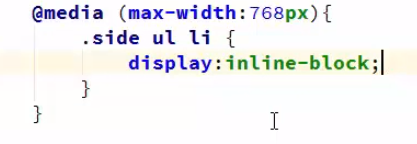 @media (max-width:768px){
.side ul li {
display:inline-block;
}
}